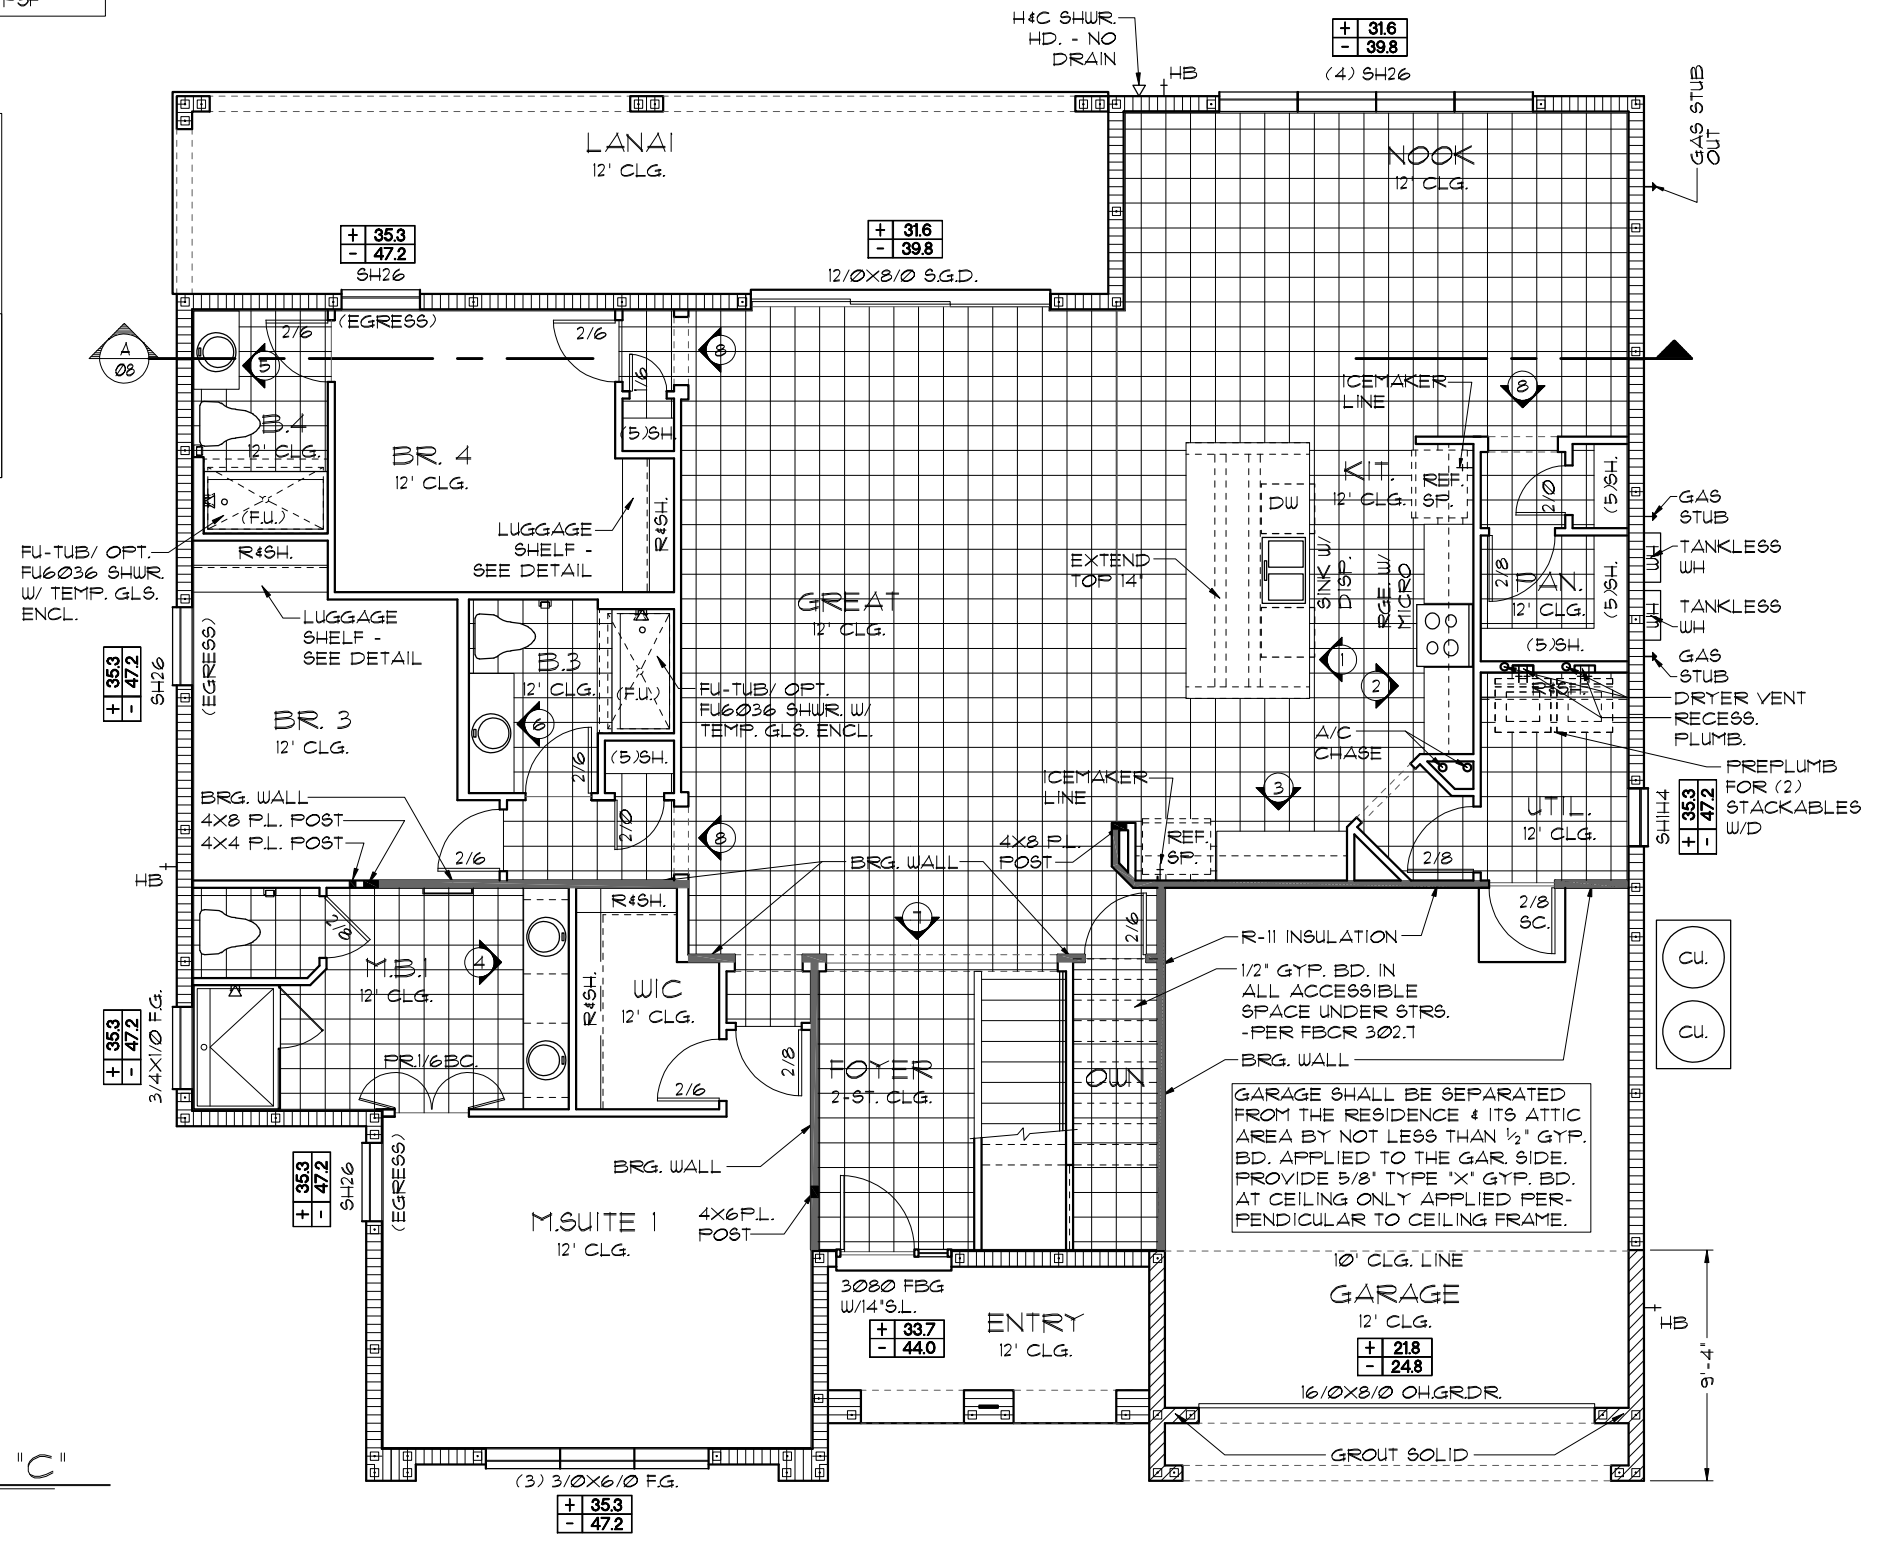 H&C SHWR.
HD. - NO
DRAIN
HB
+ 31.6
- 39.8
(4) SH26
GAS STUB
OUT
LANAI
12' CLG.
NOOK
12' CLG.
+ 35.3
- 47.2
SH26
(EGRESS)
+ 31.6
- 39.8
12/0X8/0 S.G.D.
A
08
2/6
5
B.4
12' CLG.
(F.U.)
2/6
1/6
8
(5)SH.
BR. 4
12' CLG.
LUGGAGE
SHELF -
SEE DETAIL
R&SH.
FU-TUB/ OPT.
FU6036 SHWR.
W/ TEMP. GLS.
ENCL.
R&SH.
LUGGAGE
SHELF -
SEE DETAIL
+ 35.3
- 47.2
SH26
(EGRESS)
BR. 3
12' CLG.
B.3
12' CLG.
(F.U.)
6
2/6
(5)SH.
2/0
FU-TUB/ OPT.
FU6036 SHWR. W/
TEMP. GLS. ENCL.
GREAT
12' CLG.
EXTEND
TOP 14"
ICEMAKER
LINE
8
KIT.
12' CLG.
REF.
SP.
DW
SINK W/
DISP.
RGE. W/
MICRO
1
2
3
A/C
CHASE
2/0
(5)SH.
2/8
PAN.
12' CLG.
(5)SH.
(5)SH.
GAS
STUB
WH
TANKLESS
WH
WH
TANKLESS
WH
GAS
STUB
DRYER VENT
RECESS.
PLUMB.
R&SH.
PREPLUMB
FOR (2)
STACKABLES
W/D
SH1H4
+ 35.3
- 47.2
UTIL.
12' CLG.
2/8
ICEMAKER
LINE
4X8 P.L.
POST
REF.
SP.
BRG. WALL
8
BRG. WALL
4X8 P.L. POST
4X4 P.L. POST
2/6
HB
2/8
M.B.1
12' CLG.
4
R&SH.
R&SH.
WIC
12' CLG.
2/6
2/8
PR.1/6BC.
+ 35.3
- 47.2
3/4X1/0 F.G.
7
2/6
2/8
SC.
R-11 INSULATION
1/2" GYP. BD. IN
ALL ACCESSIBLE
SPACE UNDER STRS.
-PER FBCR 302.7
BRG. WALL
CU.
CU.
FOYER
2-ST. CLG.
OWN
GARAGE SHALL BE SEPARATED
FROM THE RESIDENCE & ITS ATTIC
AREA BY NOT LESS THAN 1/2" GYP.
BD. APPLIED TO THE GAR. SIDE.
PROVIDE 5/8" TYPE "X" GYP. BD.
AT CEILING ONLY APPLIED PER-
PENDICULAR TO CEILING FRAME.
+ 35.3
- 47.2
SH26
(EGRESS)
BRG. WALL
M.SUITE 1
12' CLG.
4X6P.L.
POST
10' CLG. LINE
GARAGE
12' CLG.
+ 21.8
- 24.8
16/0X8/0 OH.GR.DR.
HB
9'-4"
3080 FBG
W/14"S.L.
+ 33.7
- 44.0
ENTRY
12' CLG.
GROUT SOLID
(3) 3/0X6/0 F.G.
+ 35.3
- 47.2
"C"